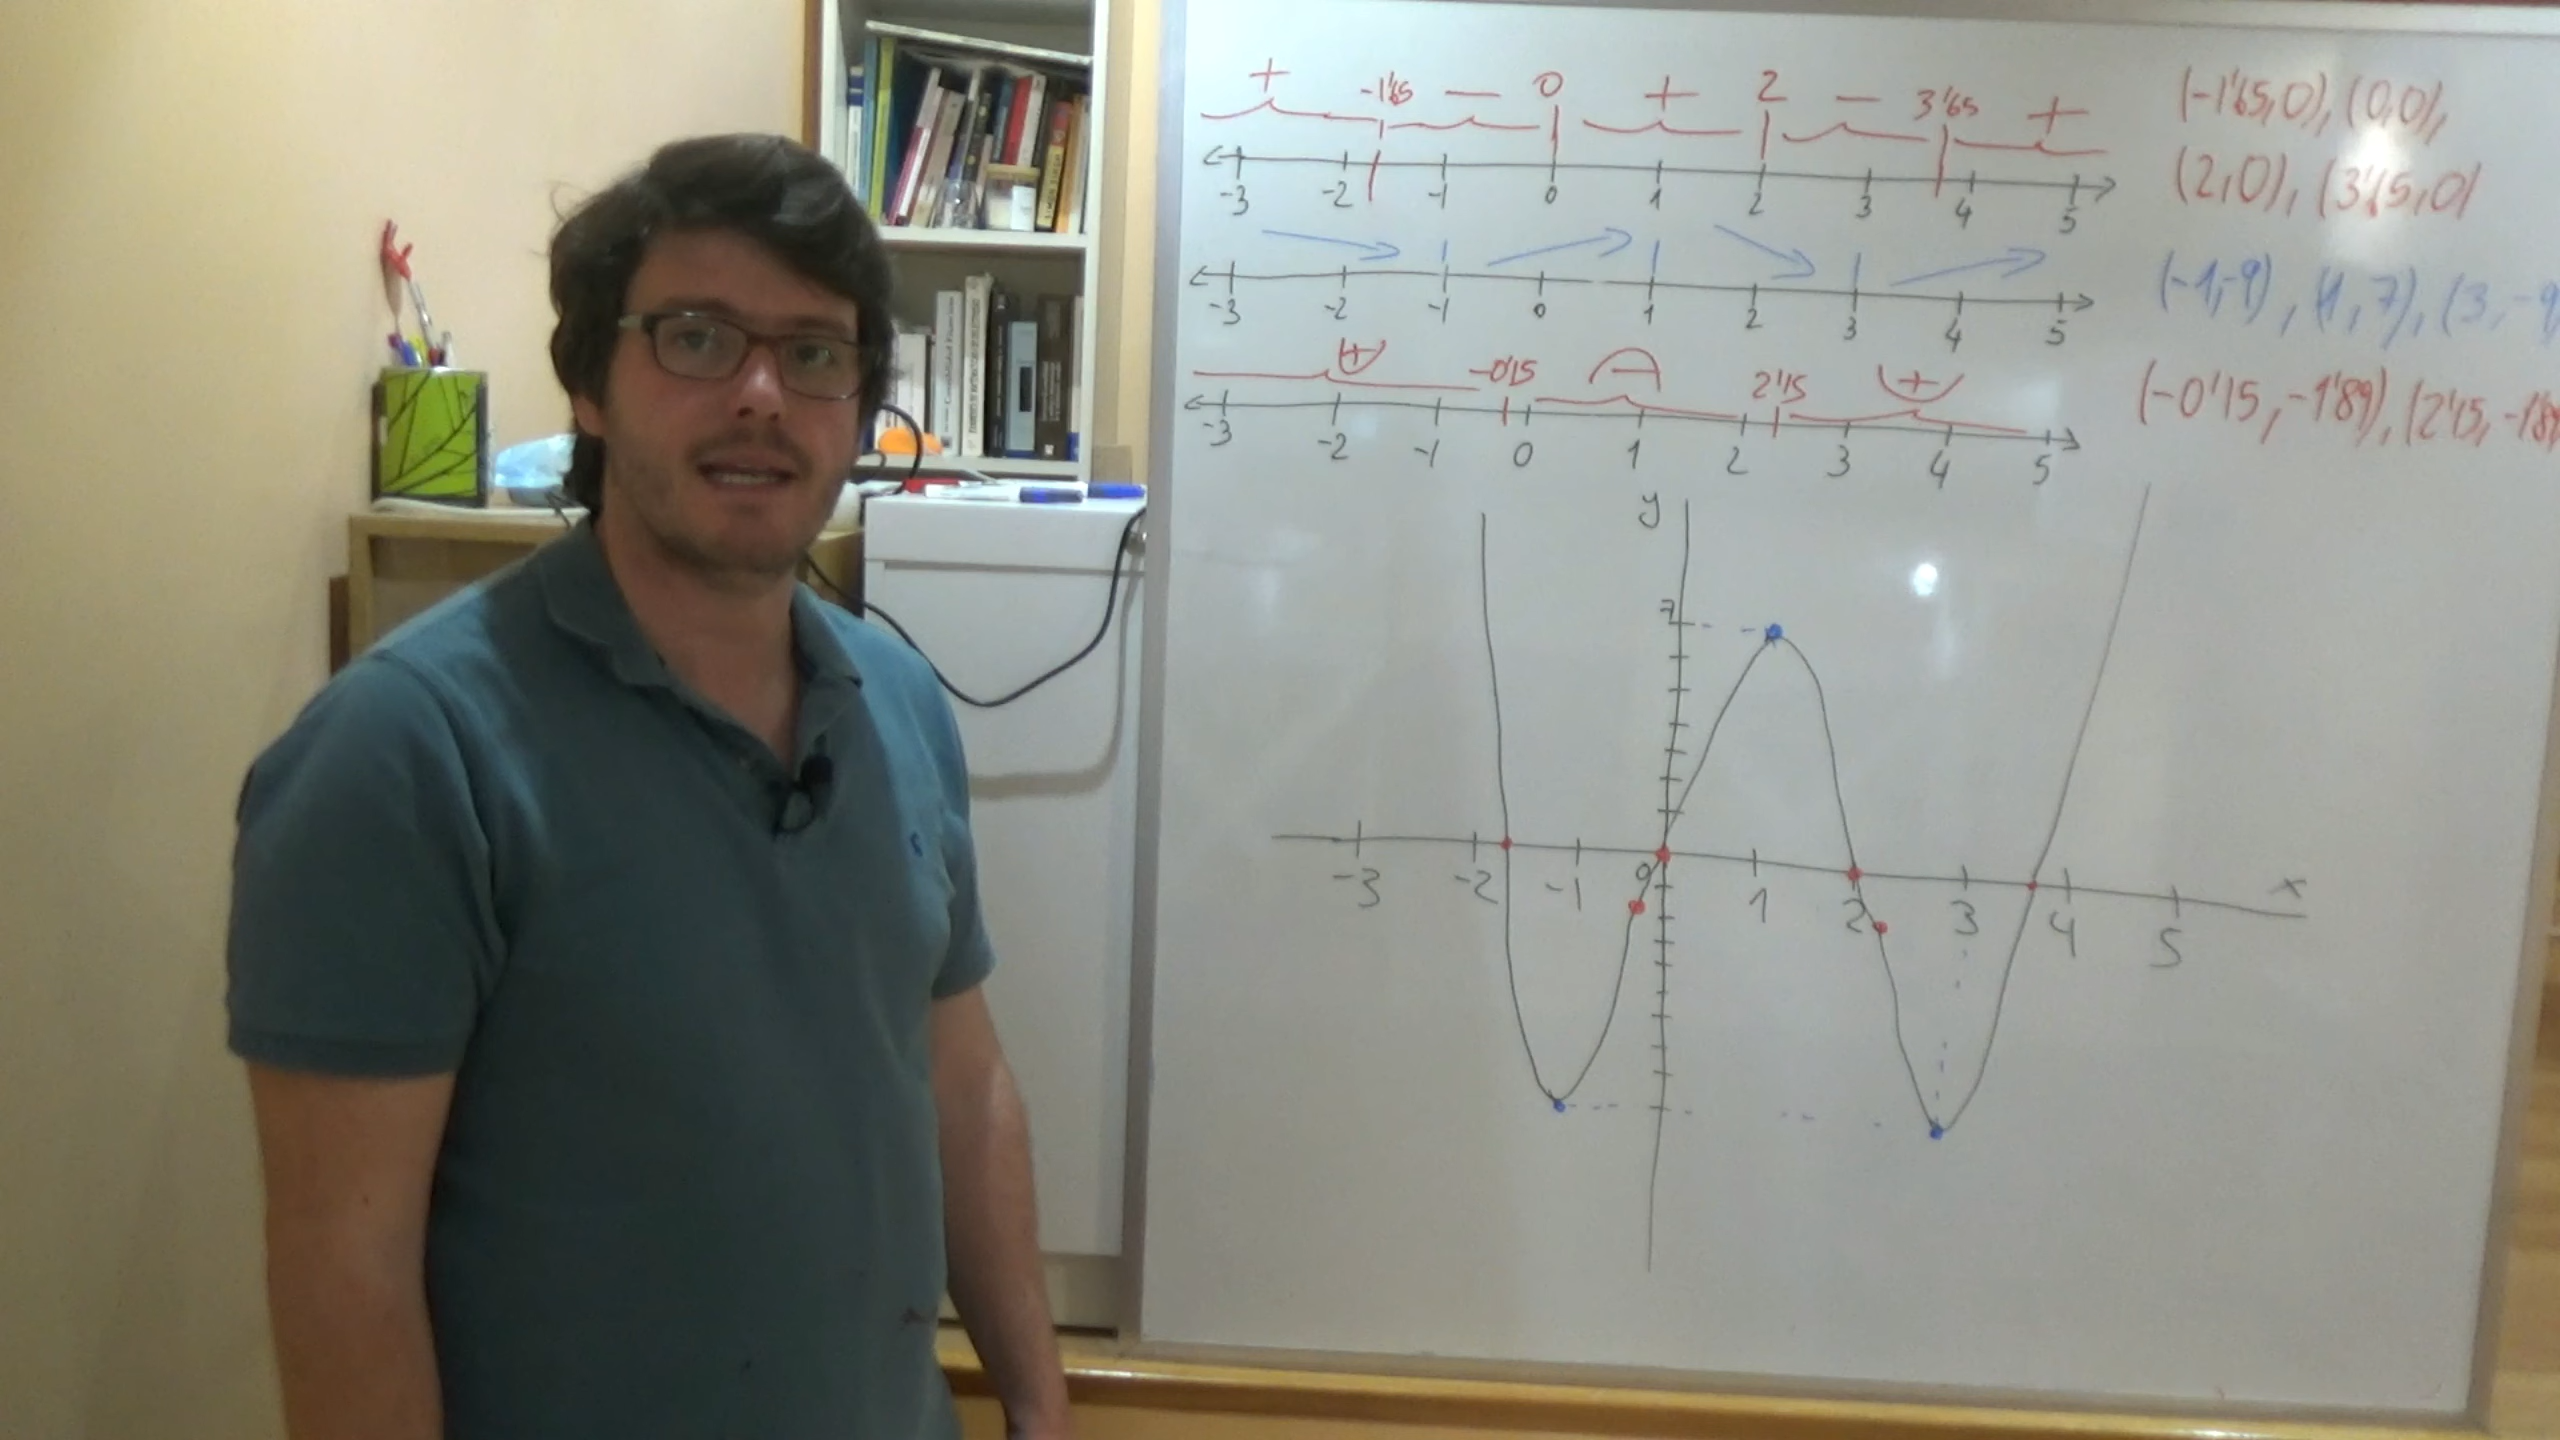 + -1'65 — 0 + 2 — 3'65 +
-3 -2 -1 0 1 2 3 4 5
(-1'65,0), (0,0),
(2,0), (3'65,0)
-3 -2 -1 0 1 2 3 4 5
(-1,-9), (1,7), (3,-9
+ -0'15 — 2'15 +
-3 -2 -1 0 1 2 3 4 5
(-0'15, -1'89), (2'15, -1'89
y
7
-3 -2 -1 0 1 2 3 4 5 x